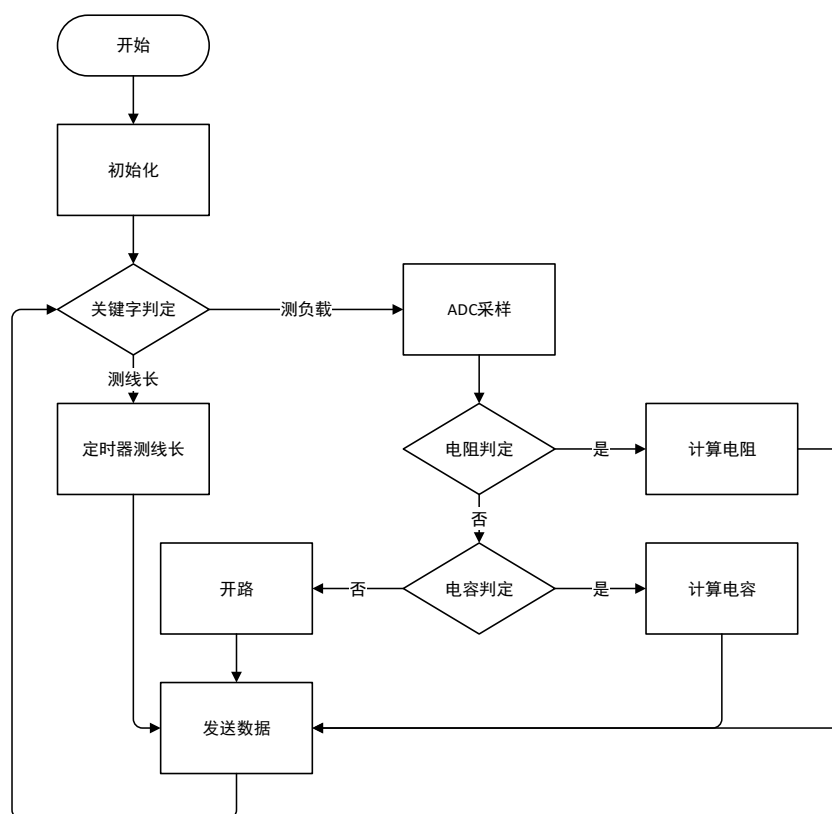 开始
初始化
关键字判定
测负载
ADC采样
测线长
定时器测线长
电阻判定
是
计算电阻
否
开路
否
电容判定
是
计算电容
发送数据